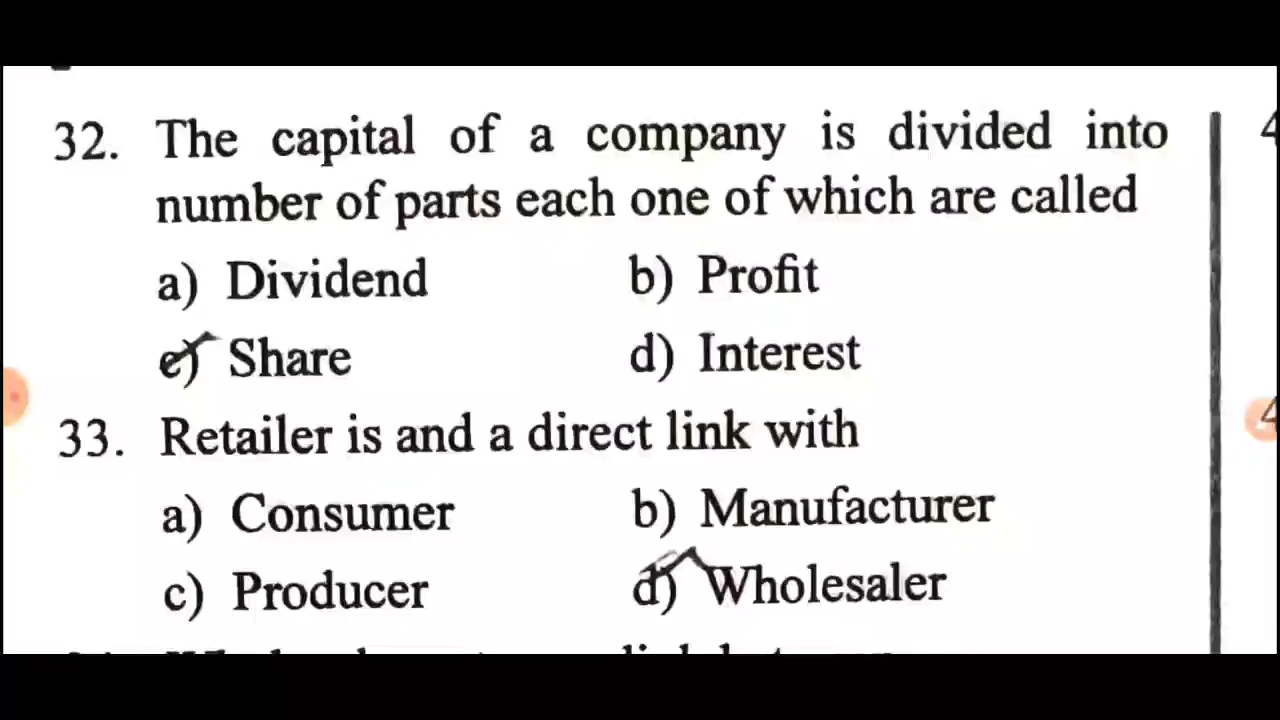 32. The capital of a company is divided into
number of parts each one of which are called
a) Dividend b) Profit
c) Share d) Interest
33. Retailer is and a direct link with
a) Consumer b) Manufacturer
c) Producer d) Wholesaler